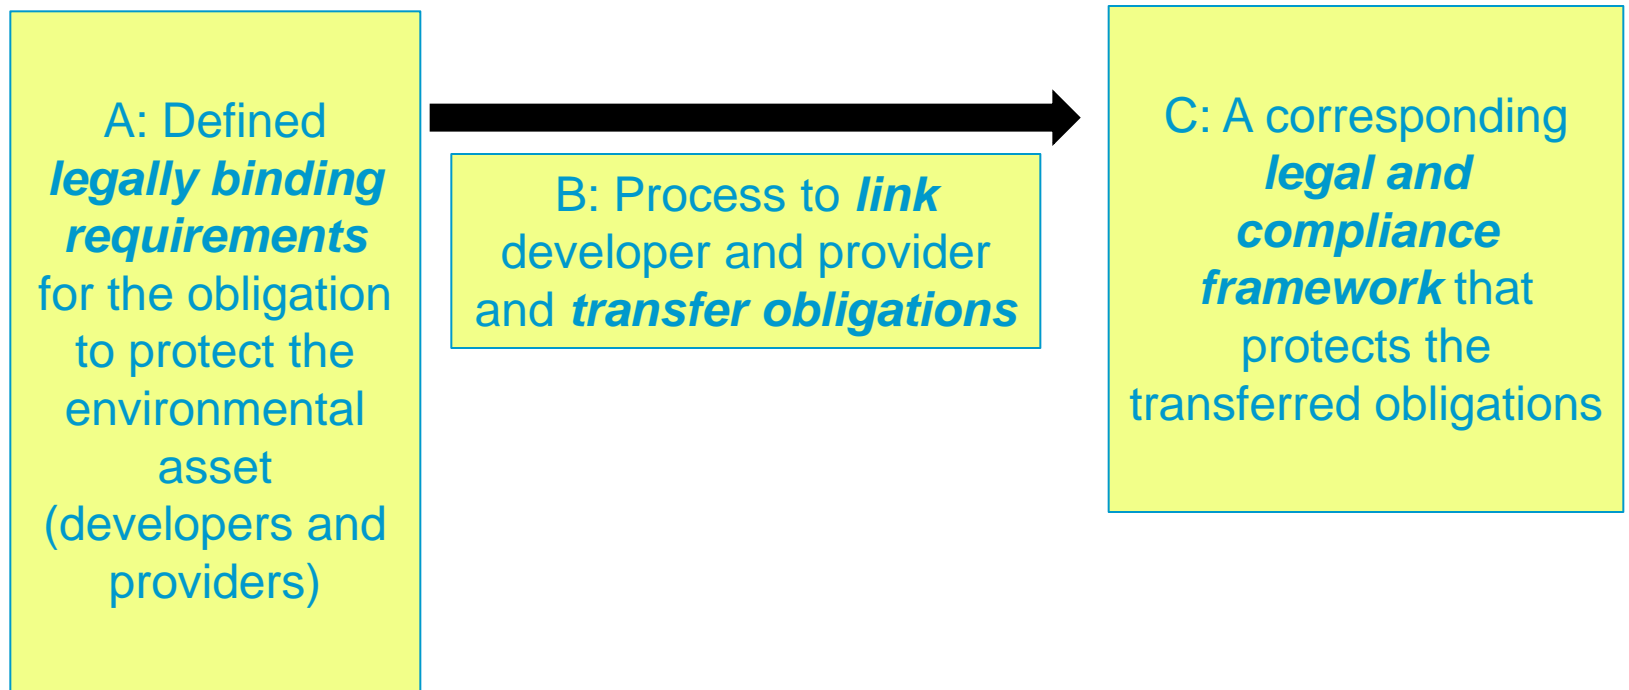 A: Defined
legally binding
requirements
for the obligation
to protect the
environmental
asset
(developers and
providers)
B: Process to link
developer and provider
and transfer obligations
C: A corresponding
legal and
compliance
framework that
protects the
transferred obligations